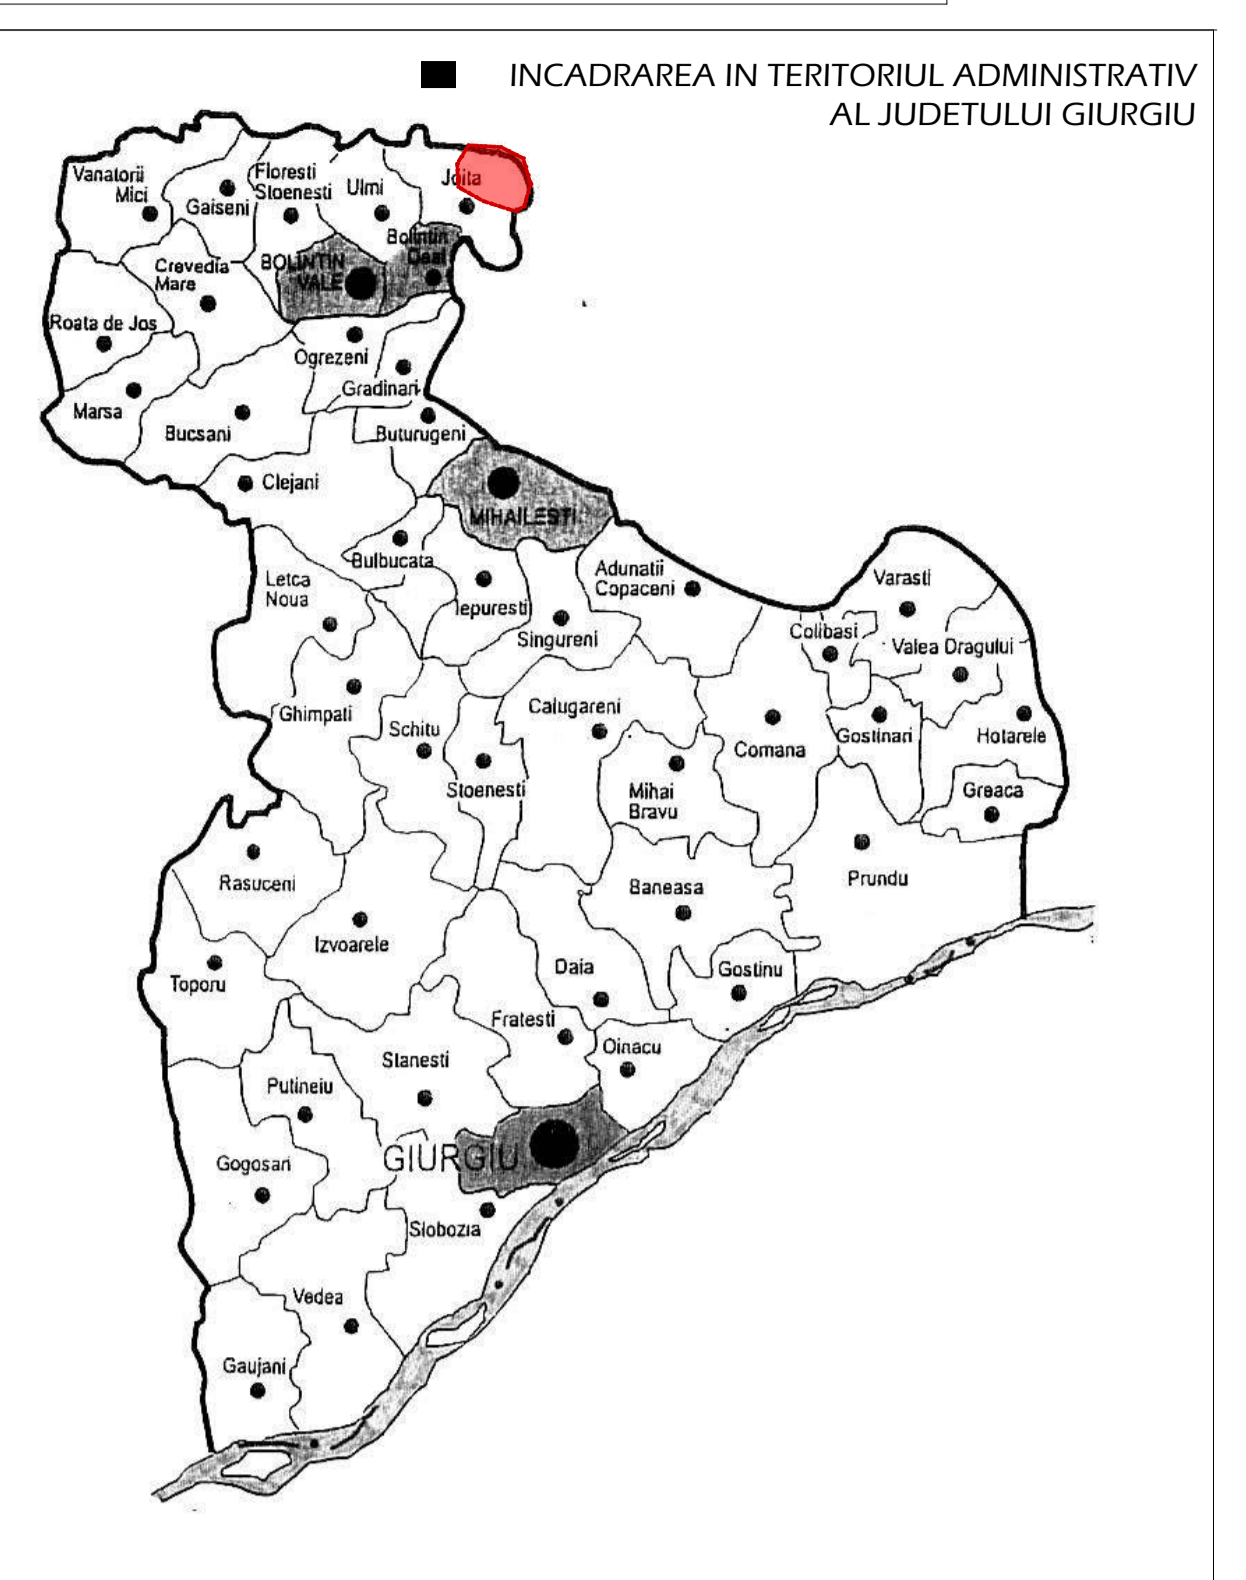 INCADRAREA IN TERITORIUL ADMINISTRATIV
AL JUDETULUI GIURGIU
Vanatorii
Mici
Gaiseni
Floresti
Stoenesti
Ulmi
Joita
Bolintin
Deal
BOLINTIN
VALE
Crevedia
Mare
Roata de Jos
Ogrezeni
Gradinari
Marsa
Bucsani
Buturugeni
Clejani
MIHAILESTI
Bulbucata
Letca
Noua
Iepuresti
Singureni
Adunatii
Copaceni
Varasti
Colibasi
Valea Dragului
Ghimpati
Schitu
Calugareni
Comana
Gostinari
Hotarele
Stoenesti
Mihai
Bravu
Greaca
Rasuceni
Baneasa
Prundu
Izvoarele
Toporu
Daia
Gostinu
Fratesti
Oinacu
Stanesti
Putineiu
GIURGIU
Gogosari
Slobozia
Vedea
Gaujani